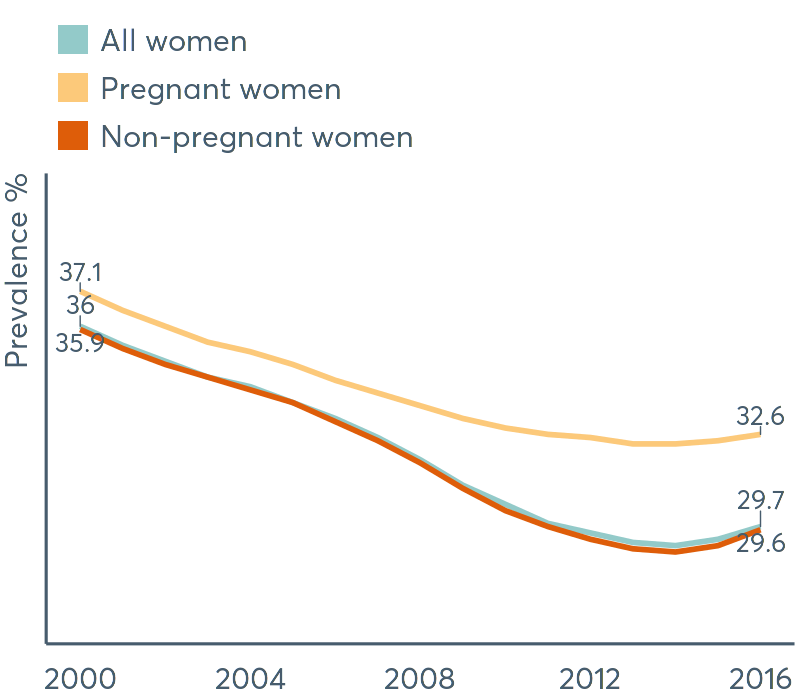 All women
Pregnant women
Non-pregnant women
Prevalence %
37.1
36
35.9
32.6
29.7
29.6
2000 2004 2008 2012 2016